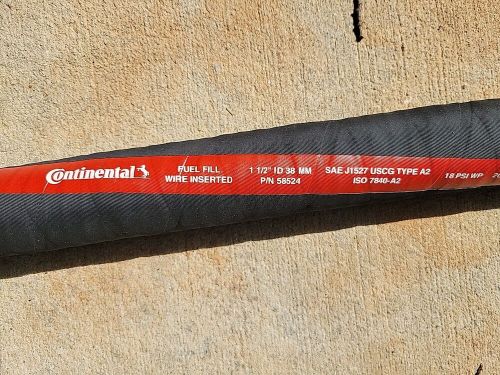 Continental
FUEL FILL
WIRE INSERTED
1 1/2" ID 38 MM
P/N 58524
SAE J1527 USCG TYPE A2
ISO 7840-A2
18 PSI WP